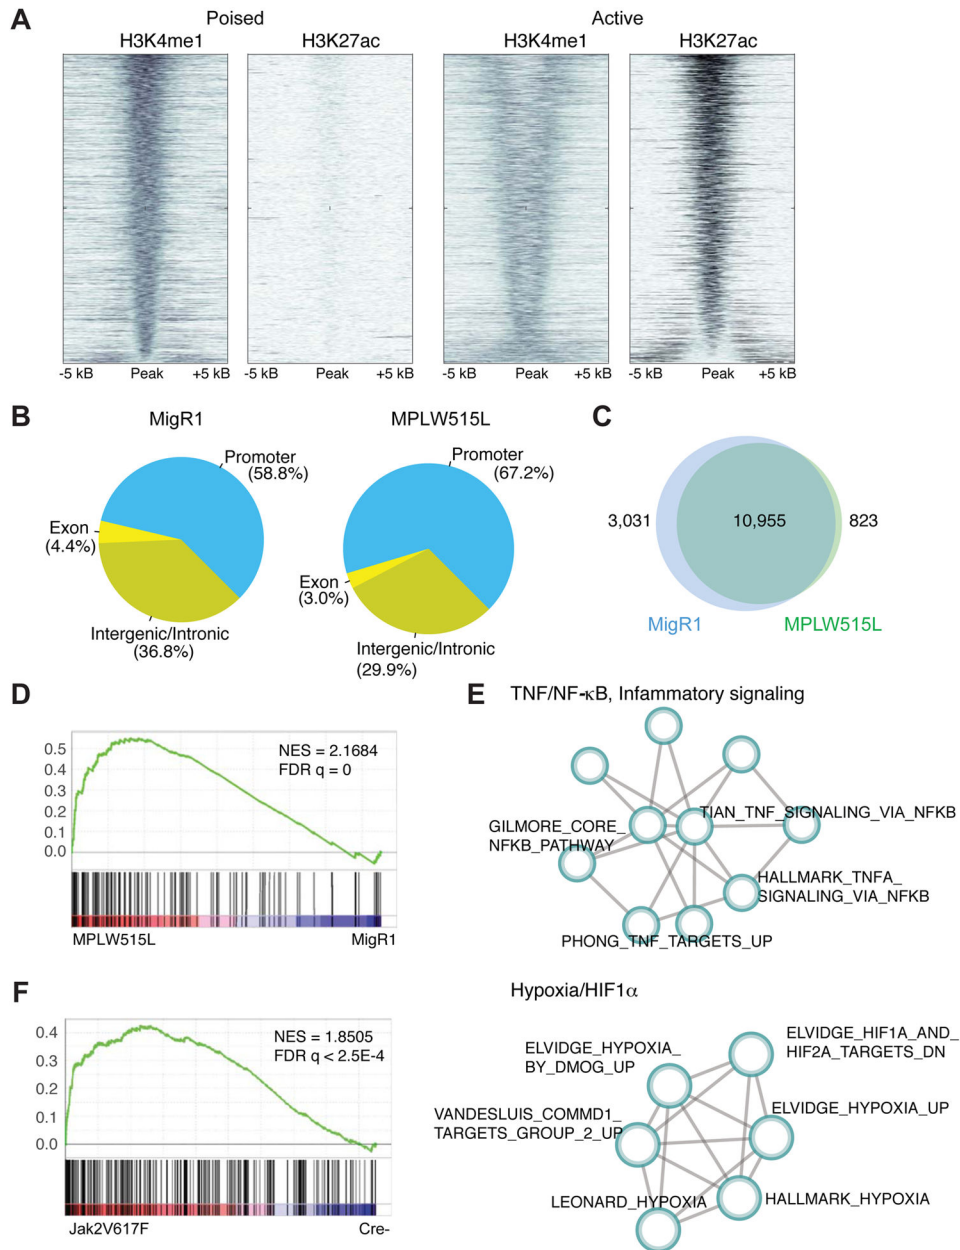 A
Poised
Active
H3K4me1
H3K27ac
H3K4me1
H3K27ac
-5 kB Peak +5 kB
-5 kB Peak +5 kB
-5 kB Peak +5 kB
-5 kB Peak +5 kB
B
MigR1
Promoter
(58.8%)
Exon
(4.4%)
Intergenic/Intronic
(36.8%)
MPLW515L
Promoter
(67.2%)
Exon
(3.0%)
Intergenic/Intronic
(29.9%)
C
3,031
10,955
823
MigR1
MPLW515L
D
NES = 2.1684
FDR q = 0
0.5
0.4
0.3
0.2
0.1
0.0
MPLW515L
MigR1
E
TNF/NF-κB, Infammatory signaling
TIAN_TNF_SIGNALING_VIA_NFKB
GILMORE_CORE_
NFKB_PATHWAY
HALLMARK_TNFA_
SIGNALING_VIA_NFKB
PHONG_TNF_TARGETS_UP
Hypoxia/HIF1α
ELVIDGE_HIF1A_AND_
HIF2A_TARGETS_DN
ELVIDGE_HYPOXIA_
BY_DMOG_UP
ELVIDGE_HYPOXIA_UP
VANDESLUIS_COMMD1_
TARGETS_GROUP_2_UP
LEONARD_HYPOXIA
HALLMARK_HYPOXIA
F
NES = 1.8505
FDR q < 2.5E-4
0.4
0.3
0.2
0.1
0.0
Jak2V617F
Cre-